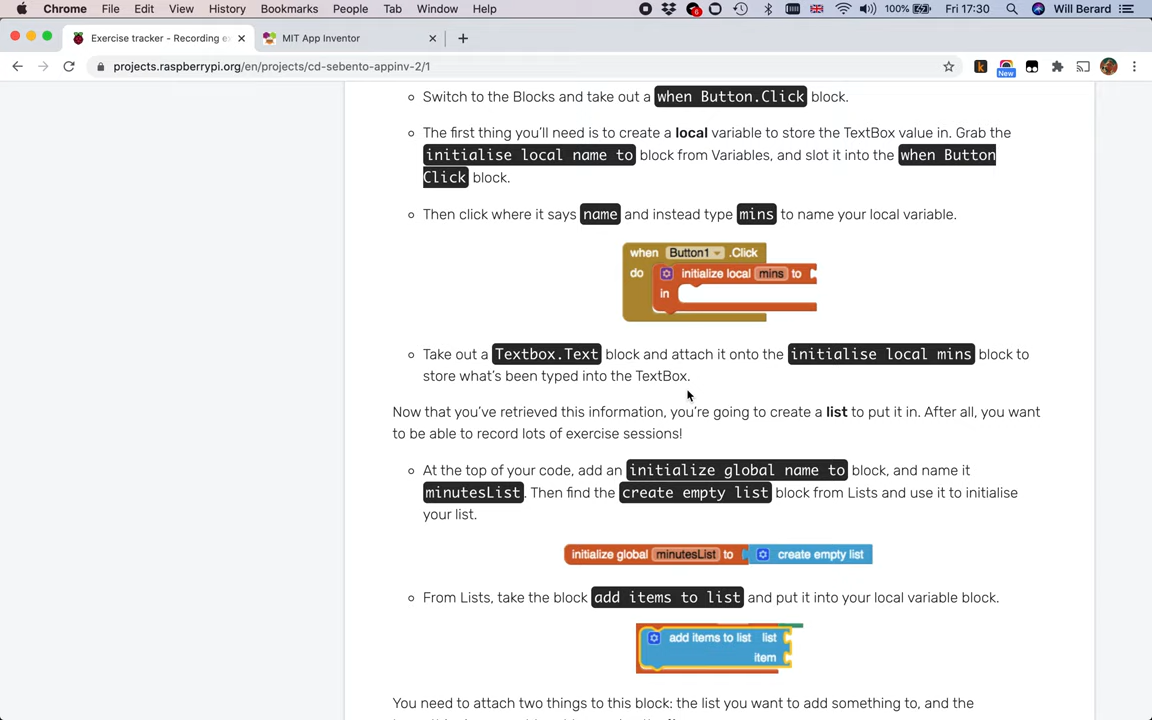 Chrome File Edit View History Bookmarks People Tab Window Help 6 100% Fri 17:30 Will Berard
Exercise tracker - Recording e MIT App Inventor
projects.raspberrypi.org/en/projects/cd-sebento-appinv-2/1 New
Switch to the Blocks and take out a when Button.Click block.
The first thing you'll need is to create a local variable to store the TextBox value in. Grab the
initialise local name to block from Variables, and slot it into the when Button
Click block.
Then click where it says name and instead type mins to name your local variable.
when Button1 .Click
do initialize local mins to
in
Take out a Textbox.Text block and attach it onto the initialise local mins block to
store what's been typed into the TextBox.
Now that you've retrieved this information, you're going to create a list to put it in. After all, you want
to be able to record lots of exercise sessions!
At the top of your code, add an initialize global name to block, and name it
minutesList. Then find the create empty list block from Lists and use it to initialise
your list.
initialize global minutesList to create empty list
From Lists, take the block add items to list and put it into your local variable block.
add items to list list
item
You need to attach two things to this block: the list you want to add something to, and the